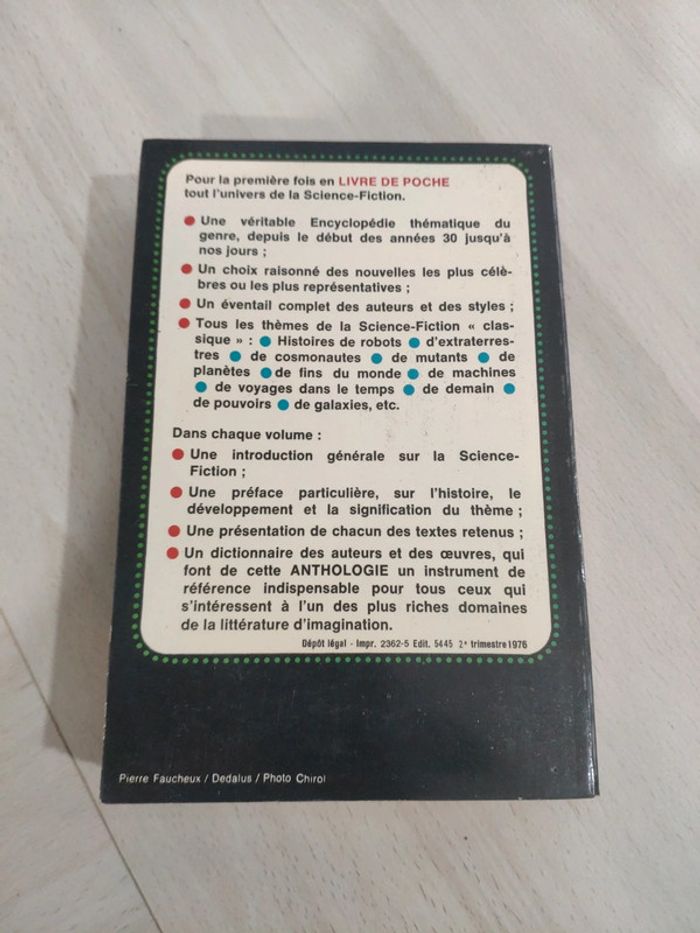 Pour la première fois en LIVRE DE POCHE
tout l'univers de la Science-Fiction.
● Une véritable Encyclopédie thématique du
genre, depuis le début des années 30 jusqu'à
nos jours ;
● Un choix raisonné des nouvelles les plus célè-
bres ou les plus représentatives ;
● Un éventail complet des auteurs et des styles ;
● Tous les thèmes de la Science-Fiction « clas-
sique » : ● Histoires de robots ● d'extraterres-
tres ● de cosmonautes ● de mutants ● de
planètes ● de fins du monde ● de machines
● de voyages dans le temps ● de demain ●
de pouvoirs ● de galaxies, etc.
Dans chaque volume :
● Une introduction générale sur la Science-
Fiction ;
● Une préface particulière, sur l'histoire, le
développement et la signification du thème ;
● Une présentation de chacun des textes retenus ;
● Un dictionnaire des auteurs et des œuvres, qui
font de cette ANTHOLOGIE un instrument de
référence indispensable pour tous ceux qui
s'intéressent à l'un des plus riches domaines
de la littérature d'imagination.
Dépôt légal - Impr. 2362-5 Edit. 5445 2e trimestre 1976
Pierre Faucheux / Dedalus / Photo Chirol